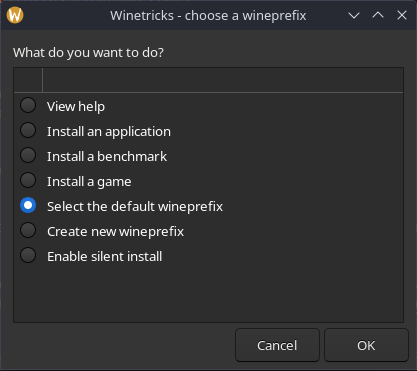 Winetricks - choose a wineprefix
What do you want to do?
View help
Install an application
Install a benchmark
Install a game
Select the default wineprefix
Create new wineprefix
Enable silent install
Cancel
OK